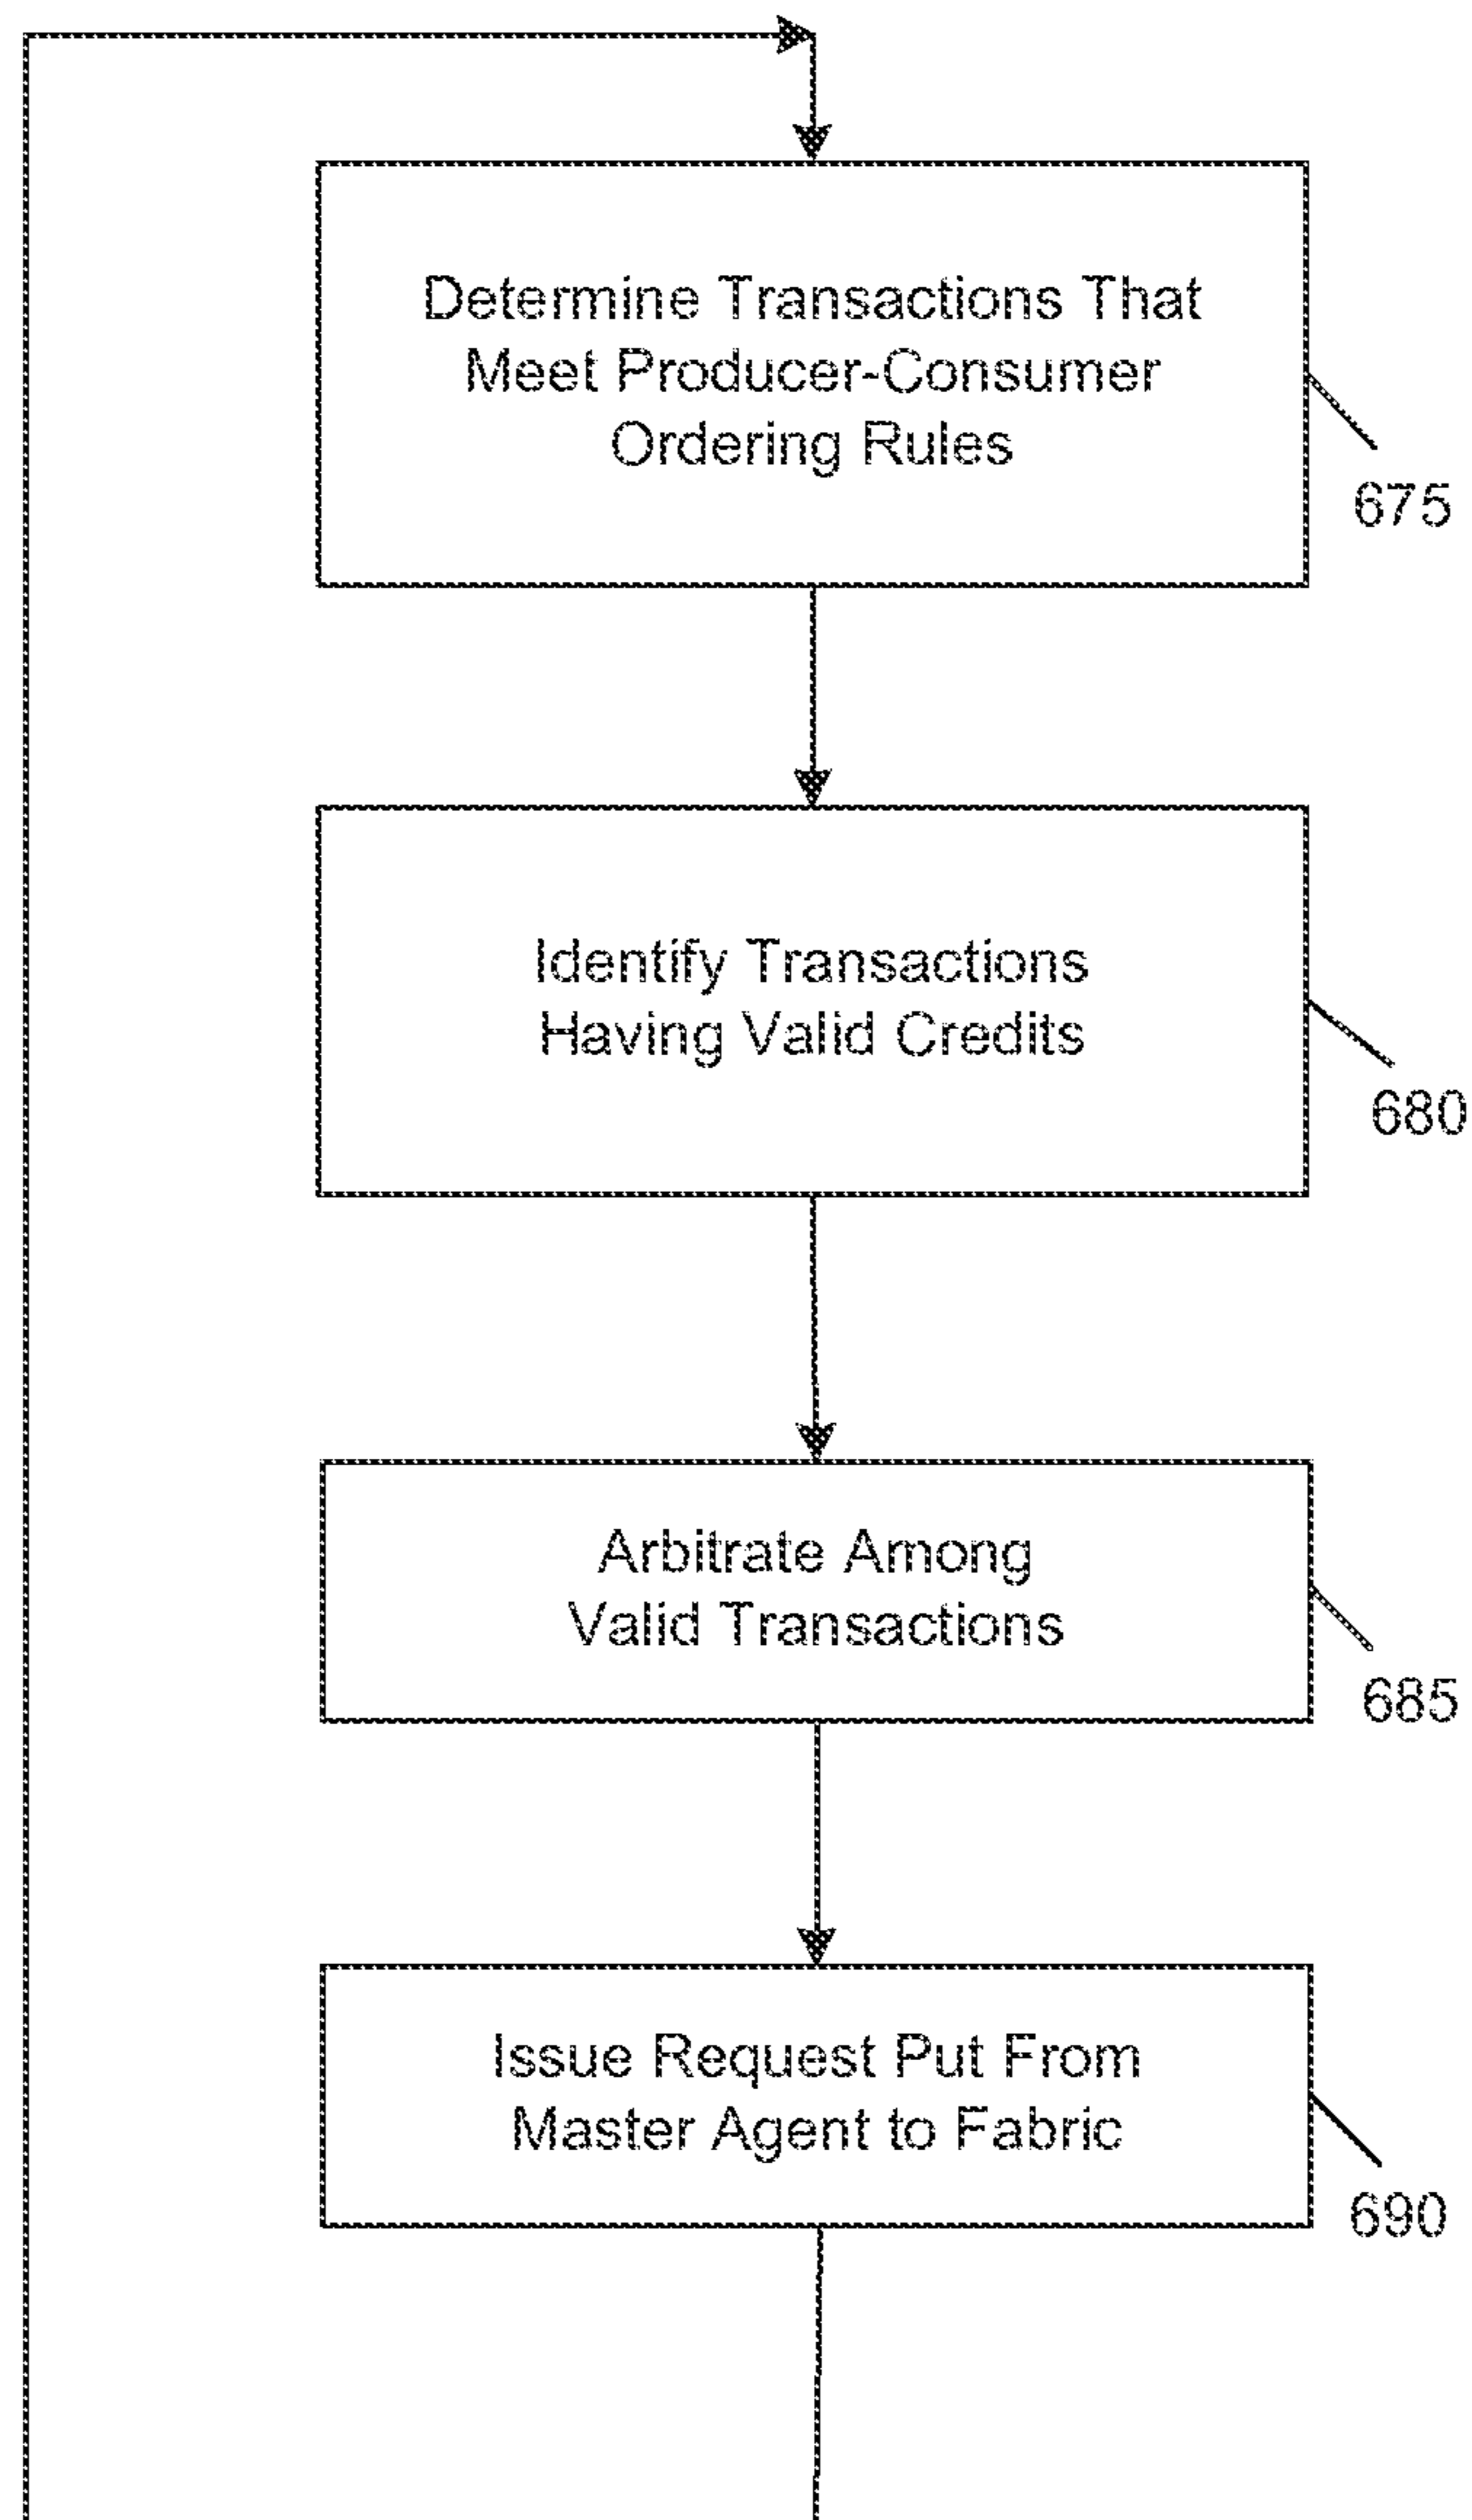 Determine Transactions That
Meet Producer-Consumer
Ordering Rules
675
Identify Transactions
Having Valid Credits
680
Arbitrate Among
Valid Transactions
685
Issue Request Put From
Master Agent to Fabric
690